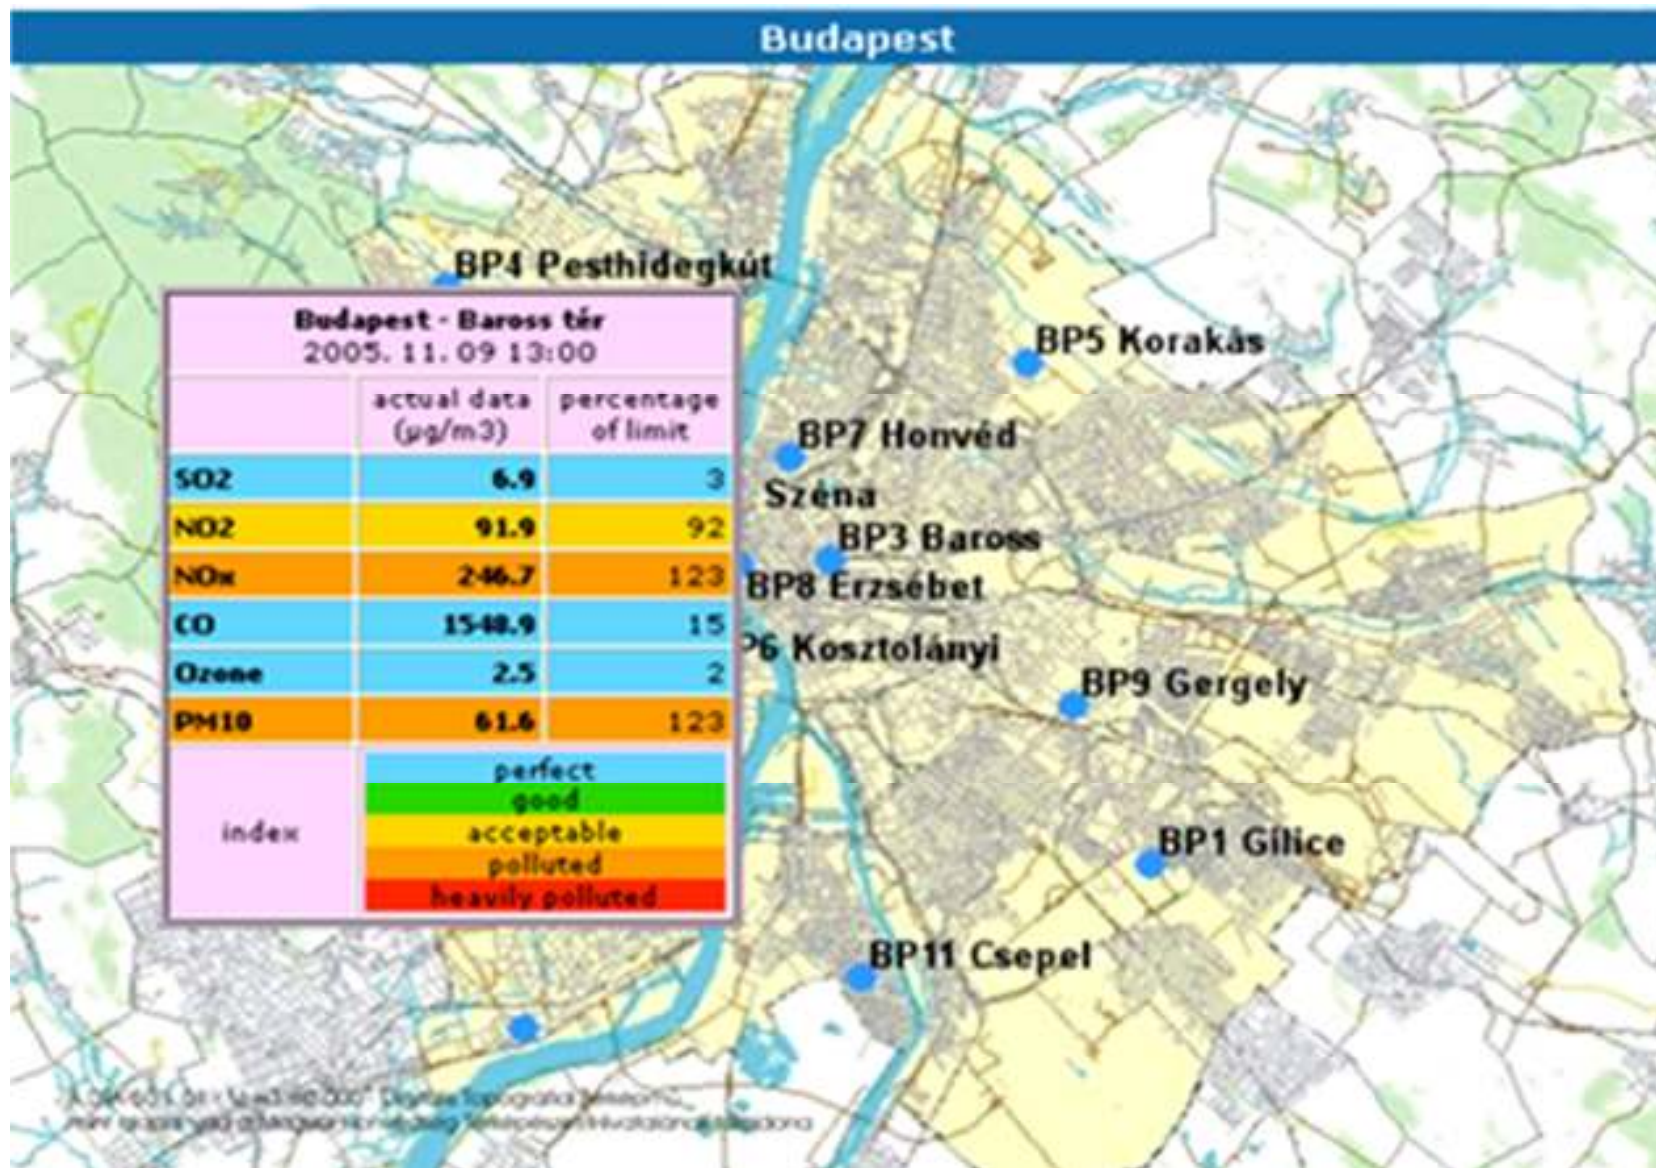 Budapest
BP4 Pesthidegkút
Budapest - Baross tér
2005. 11. 09 13:00
actual data (µg/m3) percentage of limit
SO2 6.9 3
NO2 91.9 92
NOx 246.7 123
CO 1548.9 15
Ozone 2.5 2
PM10 61.6 123
index
perfect
good
acceptable
polluted
heavily polluted
BP5 Korakás
BP7 Honvéd
Széna
BP3 Baross
BP8 Erzsébet
P6 Kosztolányi
BP9 Gergely
BP1 Gilice
BP11 Csepel